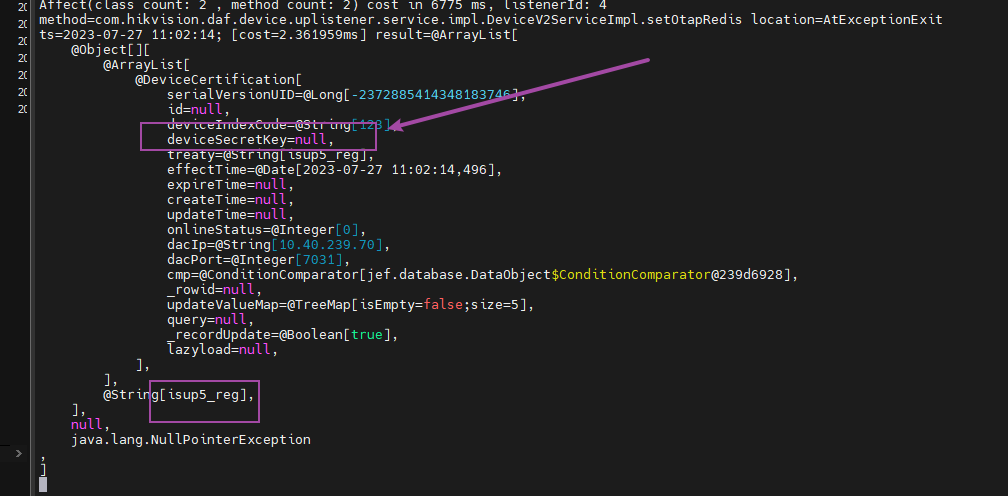 20
20
20
20
20
20
20
Affect(class count: 2 , method count: 2) cost in 6775 ms, listenerId: 4
method=com.hikvision.daf.device.uplistener.service.impl.DeviceV2ServiceImpl.setOtapRedis location=AtExceptionExit
ts=2023-07-27 11:02:14; [cost=2.361959ms] result=@ArrayList[
@Object[][
@ArrayList[
@DeviceCertification[
serialVersionUID=@Long[-2372885414348183746],
id=null,
deviceIndexCode=@String[123],
deviceSecretKey=null,
treaty=@String[isup5_reg],
effectTime=@Date[2023-07-27 11:02:14,496],
expireTime=null,
createTime=null,
updateTime=null,
onlineStatus=@Integer[0],
dacIp=@String[10.40.239.70],
dacPort=@Integer[7031],
cmp=@ConditionComparator[jef.database.DataObject$ConditionComparator@239d6928],
_rowid=null,
updateValueMap=@TreeMap[isEmpty=false;size=5],
query=null,
_recordUpdate=@Boolean[true],
lazyload=null,
],
],
@String[isup5_reg],
],
null,
java.lang.NullPointerException
,
]